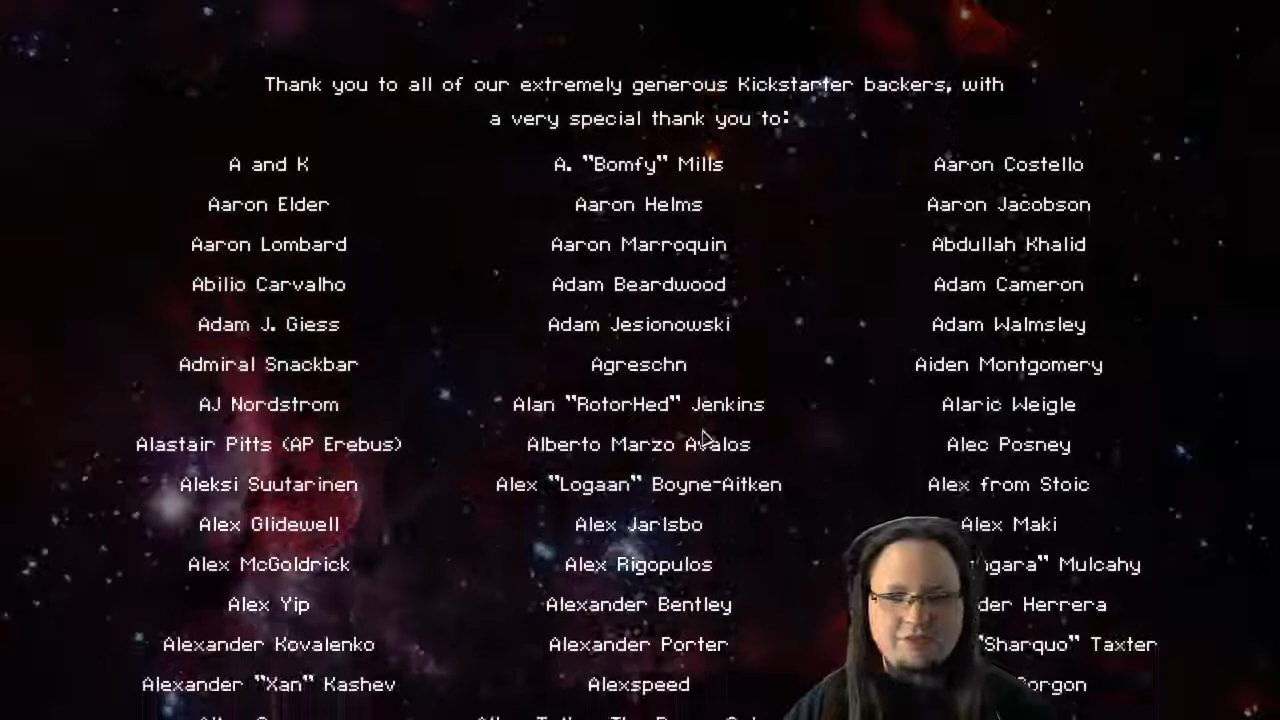 Thank you to all of our extremely generous Kickstarter backers, with
a very special thank you to:
A and K A. "Bomfy" Mills Aaron Costello
Aaron Elder Aaron Helms Aaron Jacobson
Aaron Lombard Aaron Marroquin Abdullah Khalid
Abilio Carvalho Adam Beardwood Adam Cameron
Adam J. Giess Adam Jesionowski Adam Walmsley
Admiral Snackbar Agreschn Aiden Montgomery
AJ Nordstrom Alan "RotorHed" Jenkins Alaric Weigle
Alastair Pitts (AP Erebus) Alberto Marzo Avalos Alec Posney
Aleksi Suutarinen Alex "Logaan" Boyne-Aitken Alex from Stoic
Alex Glidewell Alex Jarlsbo Alex Maki
Alex McGoldrick Alex Rigopulos Mulcahy
Alex Yip Alexander Bentley Herrera
Alexander Kovalenko Alexander Porter "Sharquo" Taxter
Alexander "Xan" Kashev Alexspeed